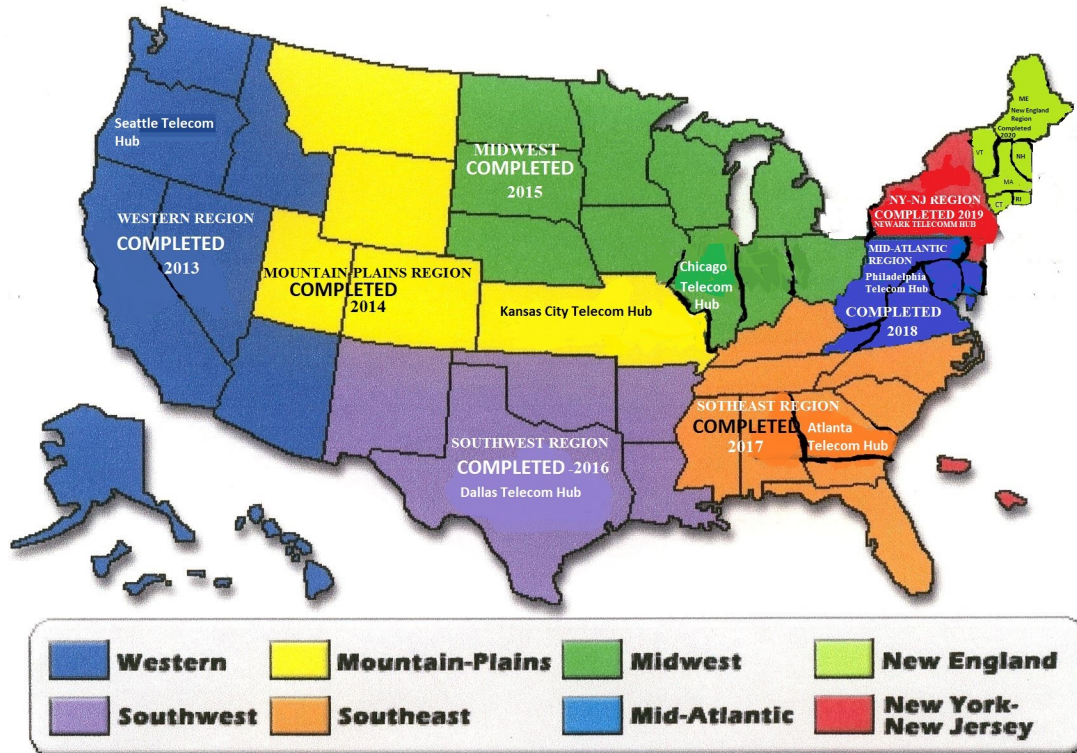 Seattle Telecom
Hub
WESTERN REGION
COMPLETED
2013
MOUNTAIN-PLAINS REGION
COMPLETED
2014
MIDWEST
COMPLETED
2015
Kansas City Telecom Hub
Chicago
Telecom
Hub
SOUTHWEST REGION
COMPLETED -2016
Dallas Telecom Hub
SOTHEAST REGION
COMPLETED
2017
Atlanta
Telecom Hub
MID-ATLANTIC
REGION
Philadelphia
Telecom Hub
COMPLETED
2018
NY-NJ REGION
COMPLETED 2019
NEWARK TELECOMM HUB
ME
New England
Region
Completed
2020
VT
NH
MA
CT
RI
Western
Mountain-Plains
Midwest
New England
Southwest
Southeast
Mid-Atlantic
New York-
New Jersey